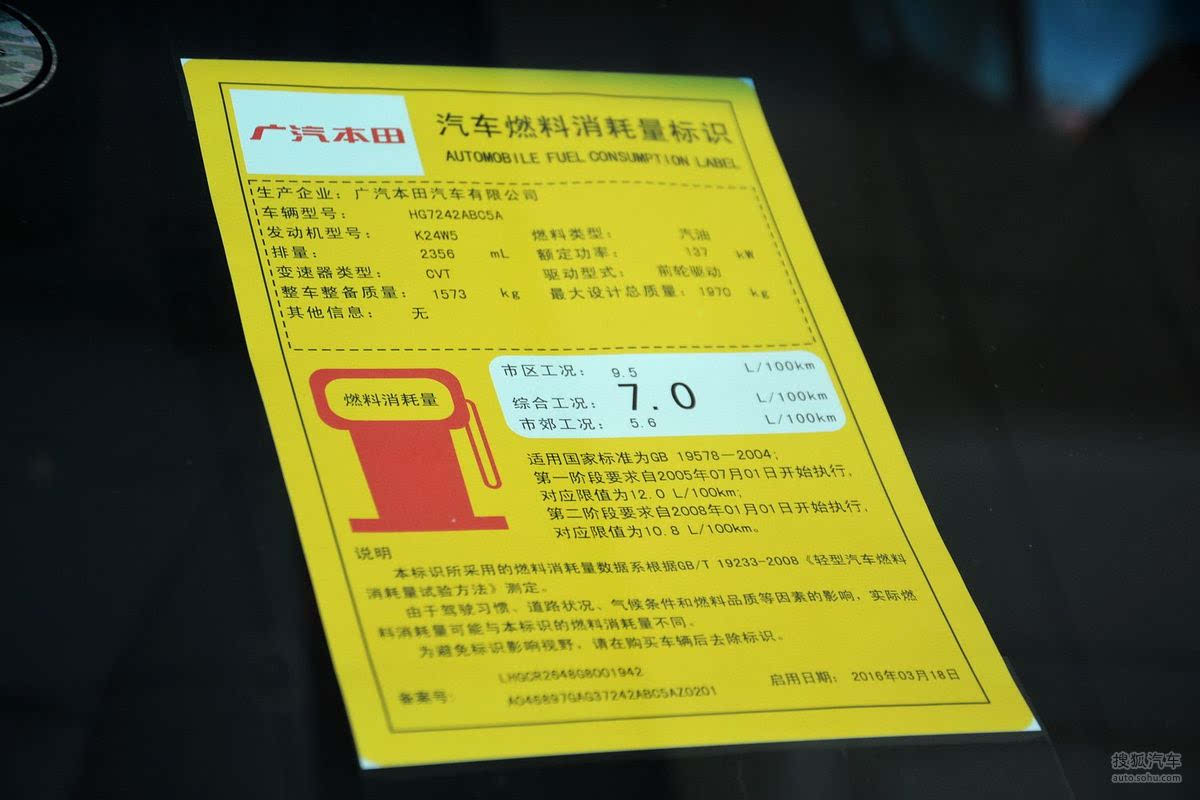 广汽本田
汽车燃料消耗量标识
AUTOMOBILE FUEL CONSUMPTION LABEL
生产企业：广汽本田汽车有限公司
车辆型号： HG7242ABC5A
发动机型号： K24W5 燃料类型： 汽油
排量： 2356 mL 额定功率： 137 kW
变速器类型： CVT 驱动型式： 前轮驱动
整车整备质量： 1573 kg 最大设计总质量： 1970 kg
其他信息： 无
燃料消耗量
市区工况： 9.5 L/100km
综合工况： 7.0 L/100km
市郊工况： 5.6 L/100km
适用国家标准为GB 19578－2004；
第一阶段要求自2005年07月01日开始执行，
对应限值为12.0 L/100km；
第二阶段要求自2008年01月01日开始执行，
对应限值为10.8 L/100km。
说明
本标识所采用的燃料消耗量数据系根据GB/T 19233-2008《轻型汽车燃料
消耗量试验方法》测定。
由于驾驶习惯、道路状况、气候条件和燃料品质等因素的影响，实际燃
料消耗量可能与本标识的燃料消耗量不同。
为避免标识影响视野，请在购买车辆后去除标识。
LHGCR2648G8001942
备案号： 启用日期： 2016年03月18日
搜狐汽车
auto.sohu.com